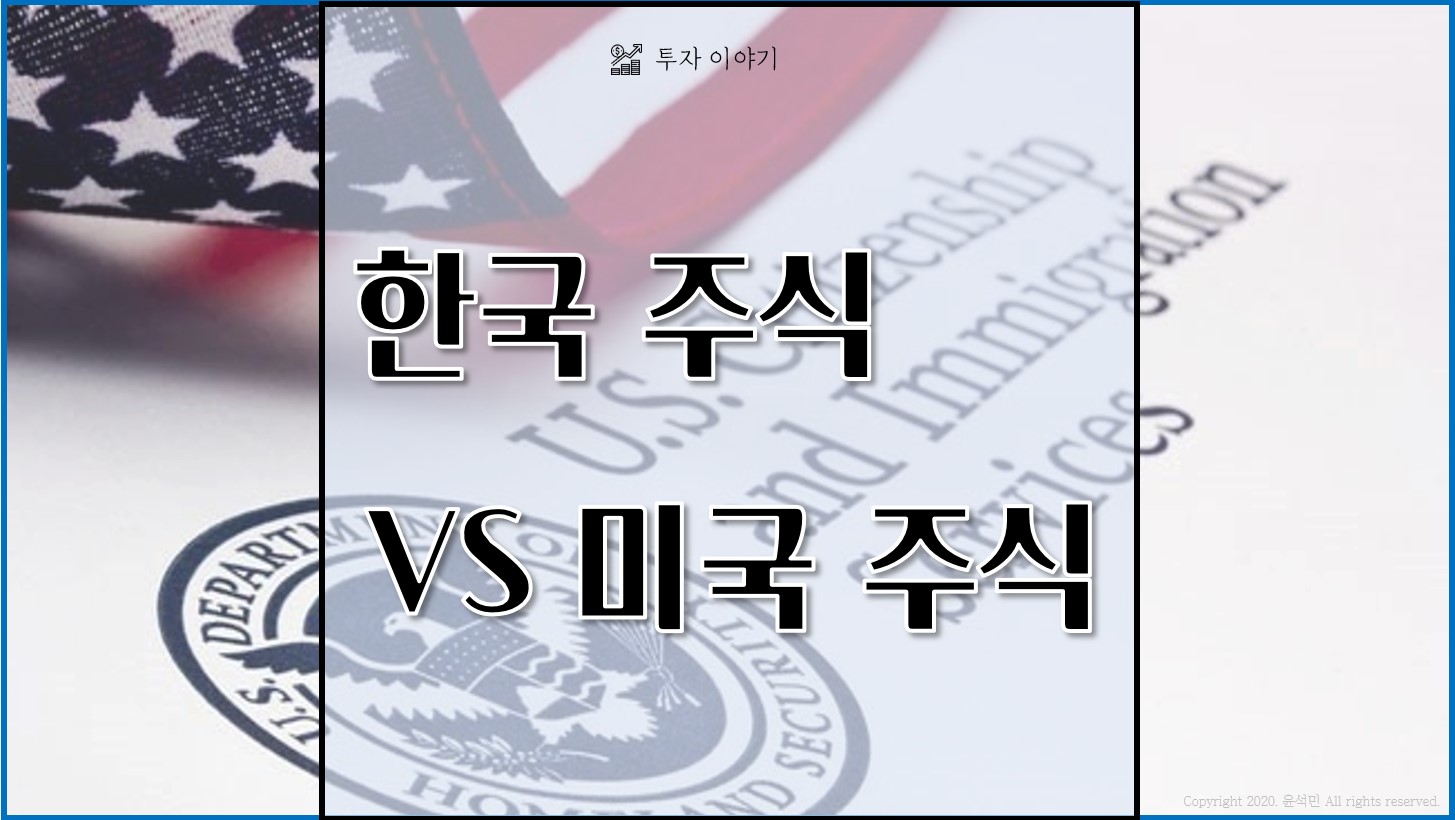 투자 이야기
한국 주식
VS 미국 주식
U.S. Citizenship
and Immigration
Services
U.S. DEPARTMENT OF HOMELAND SECURITY
Copyright 2020. 윤석민 All rights reserved.